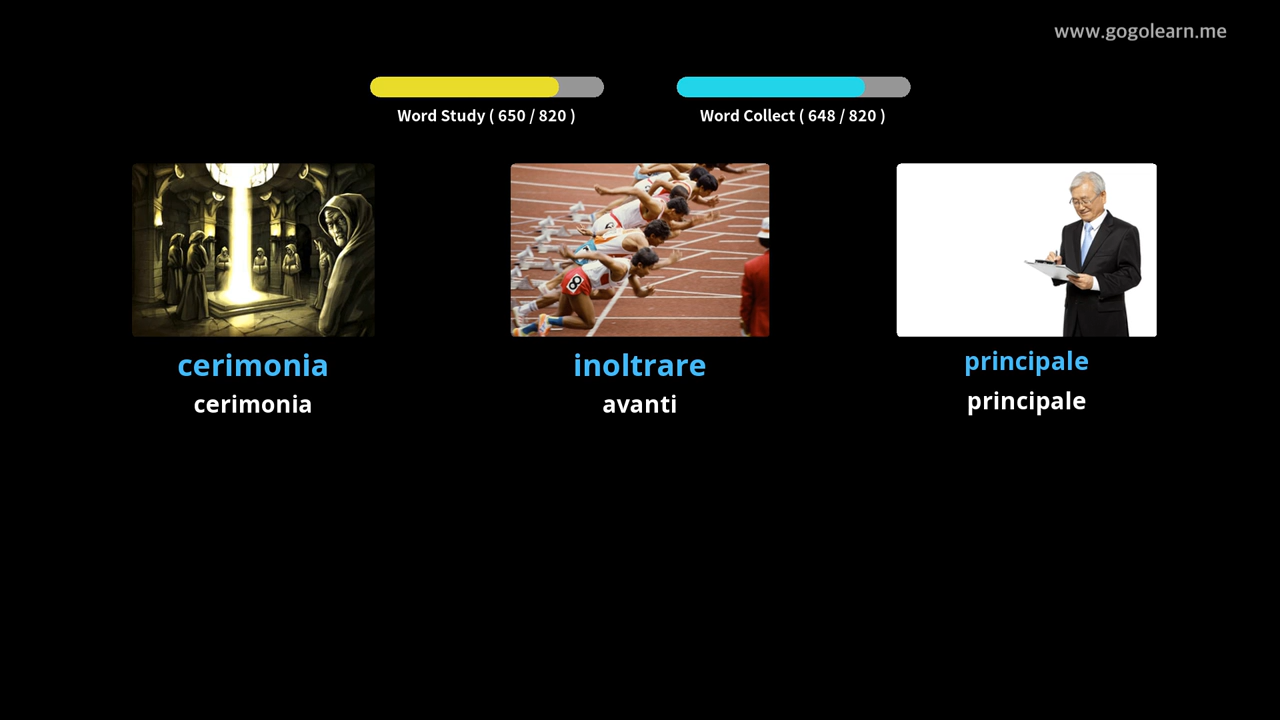 www.gogolearn.me
Word Study ( 650 / 820 )
Word Collect ( 648 / 820 )
cerimonia
cerimonia
inoltrare
avanti
principale
principale